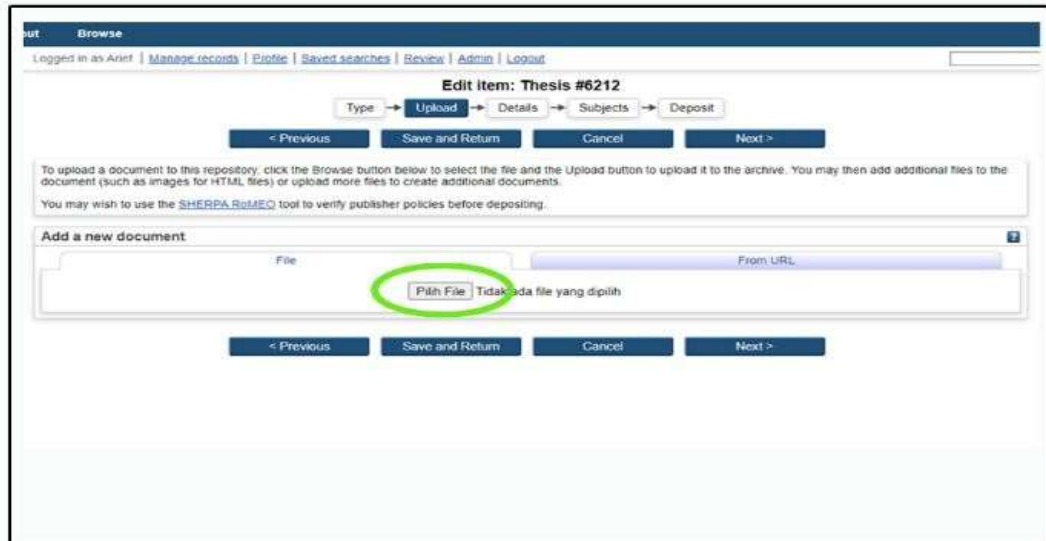 out Browse
Logged in as Arief | Manage records | Profile | Saved searches | Review | Admin | Logout
Edit item: Thesis #6212
Type → Upload → Details → Subjects → Deposit
< Previous Save and Return Cancel Next >
To upload a document to this repository, click the Browse button below to select the file and the Upload button to upload it to the archive. You may then add additional files to the
document (such as images for HTML files) or upload more files to create additional documents.
You may wish to use the SHERPA RoMEO tool to verify publisher policies before depositing.
Add a new document ?
File From URL
Pilih File Tidak ada file yang dipilih
< Previous Save and Return Cancel Next >